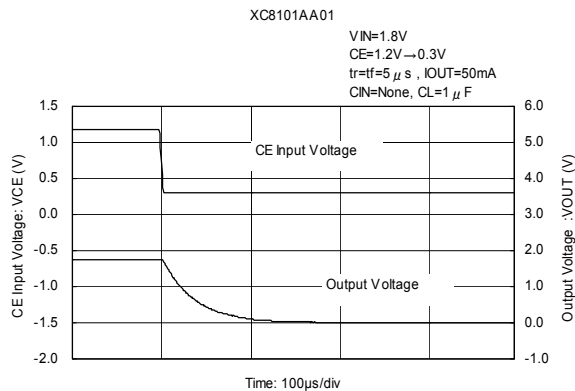 XC8101AA01
VIN=1.8V
CE=1.2V→0.3V
tr=tf=5 μ s , IOUT=50mA
CIN=None, CL=1 μ F
1.5
1.0
0.5
0.0
-0.5
-1.0
-1.5
-2.0
CE Input Voltage: VCE (V)
CE Input Voltage
Output Voltage
6.0
5.0
4.0
3.0
2.0
1.0
0.0
-1.0
Output Voltage :VOUT (V)
Time: 100μs/div